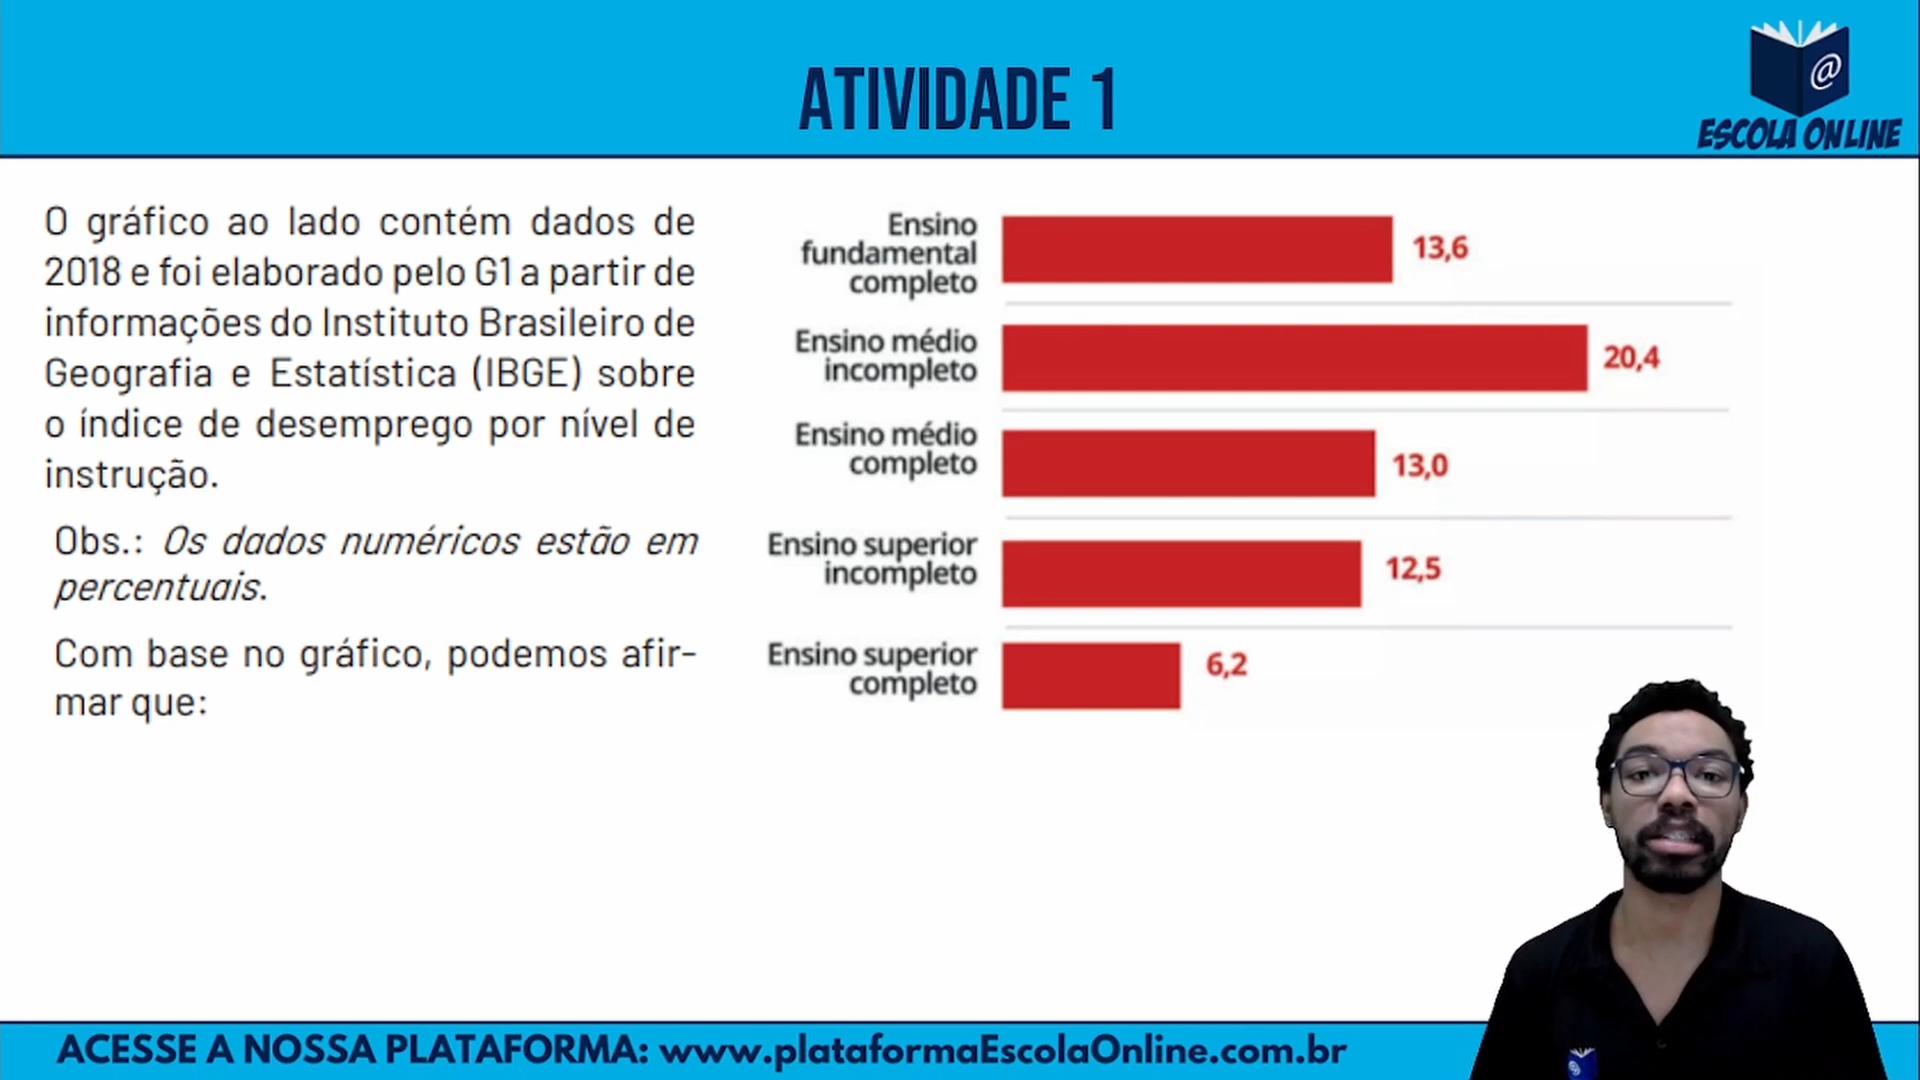 ATIVIDADE 1
@
ESCOLA ONLINE
O gráfico ao lado contém dados de
2018 e foi elaborado pelo G1 a partir de
informações do Instituto Brasileiro de
Geografia e Estatística (IBGE) sobre
o índice de desemprego por nível de
instrução.
Obs.: Os dados numéricos estão em
percentuais.
Com base no gráfico, podemos afir-
mar que:
Ensino
fundamental
completo
13,6
Ensino médio
incompleto
20,4
Ensino médio
completo
13,0
Ensino superior
incompleto
12,5
Ensino superior
completo
6,2
ACESSE A NOSSA PLATAFORMA: www.plataformaEscolaOnline.com.br